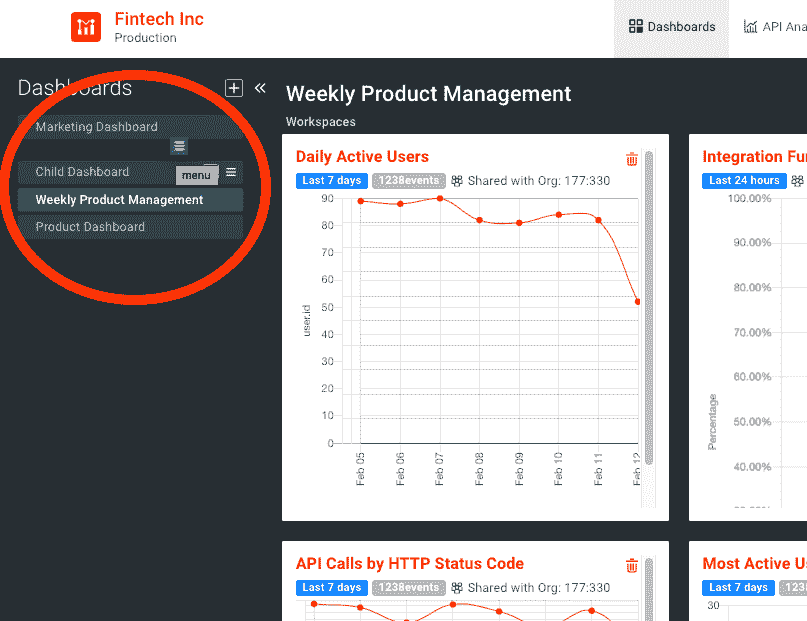 Fintech Inc
Production
Dashboards
API Ana
Dashboards
Marketing Dashboard
Child Dashboard
menu
Weekly Product Management
Product Dashboard
Weekly Product Management
Workspaces
Daily Active Users
Last 7 days 1238events Shared with Org: 177:330
90
80
70
60
50
40
30
20
10
0
user.id
Feb 05
Feb 06
Feb 07
Feb 08
Feb 09
Feb 10
Feb 11
Feb 12
Integration Fu
Last 24 hours
100.00%
90.00%
80.00%
70.00%
60.00%
50.00%
40.00%
Percentage
API Calls by HTTP Status Code
Last 7 days 1238events Shared with Org: 177:330
Most Active U
Last 7 days 123
30